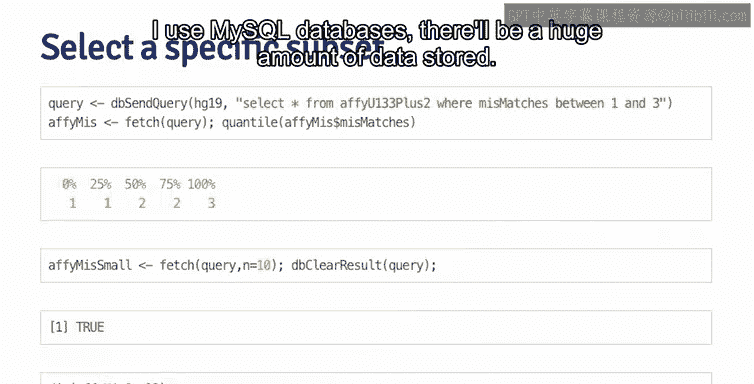 I use MySQL databases, there'll be a huge
amount of data stored.
Select a specific subset
query <- dbSendQuery(hg19, "select * from affyU133Plus2 where misMatches between 1 and 3")
affyMis <- fetch(query); quantile(affyMis$misMatches)
0% 25% 50% 75% 100%
1 1 2 2 3
affyMisSmall <- fetch(query,n=10); dbClearResult(query);
[1] TRUE